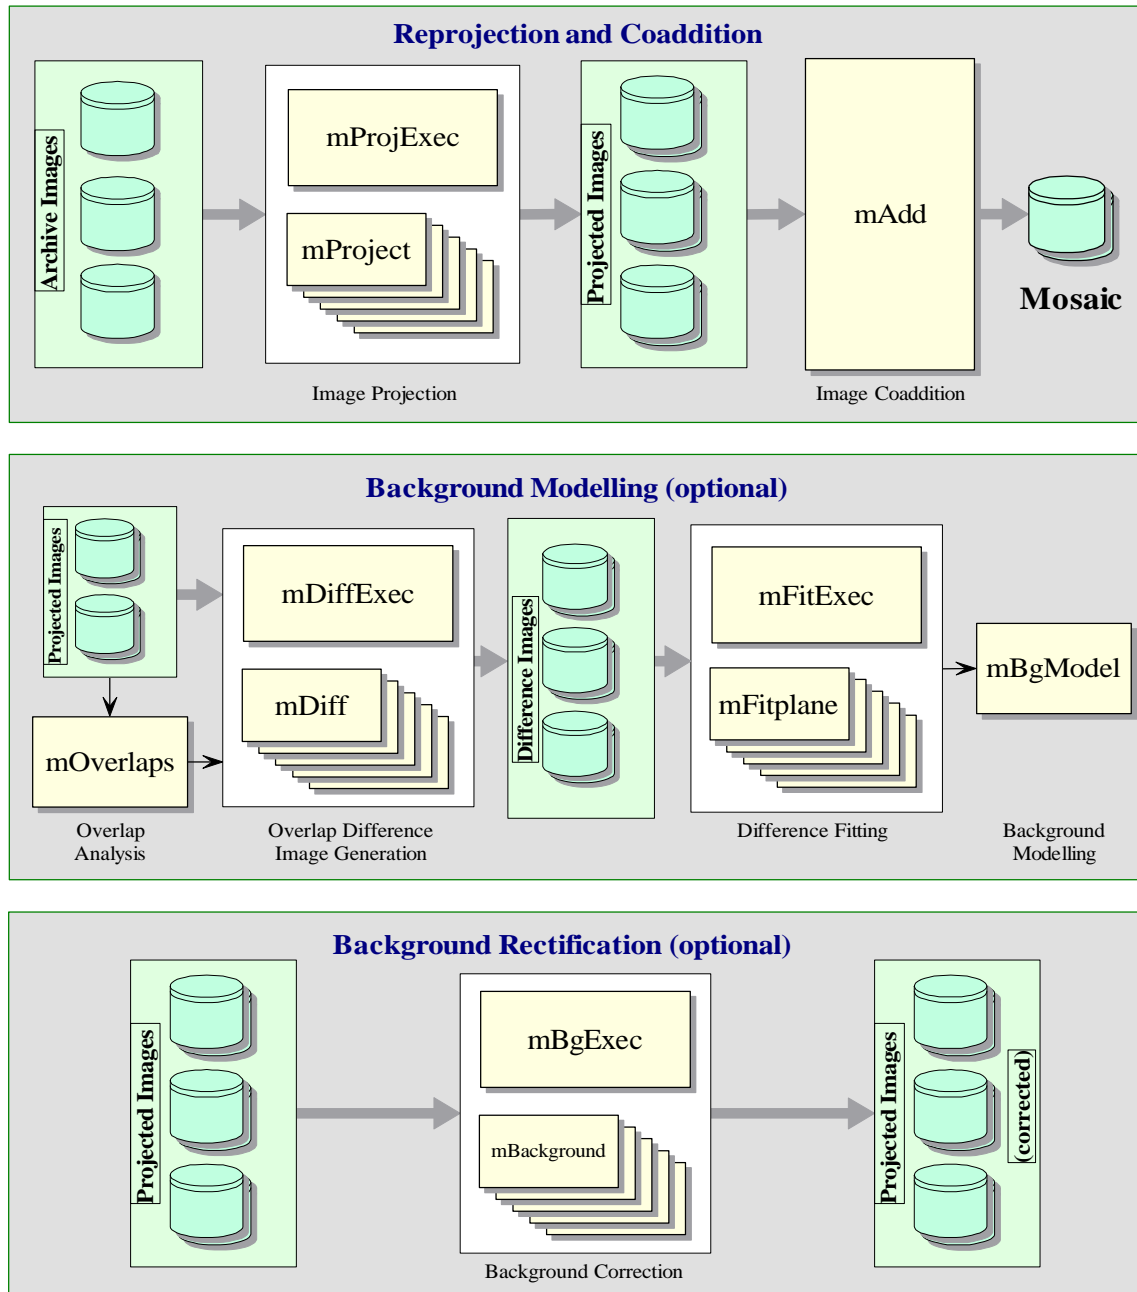 Reprojection and Coaddition
Archive Images
mProjExec
mProject
Image Projection
Projected Images
mAdd
Image Coaddition
Mosaic
Background Modelling (optional)
Projected Images
mOverlaps
Overlap
Analysis
mDiffExec
mDiff
Overlap Difference
Image Generation
Difference Images
mFitExec
mFitplane
Difference Fitting
mBgModel
Background
Modelling
Background Rectification (optional)
Projected Images
mBgExec
mBackground
Background Correction
Projected Images
(corrected)